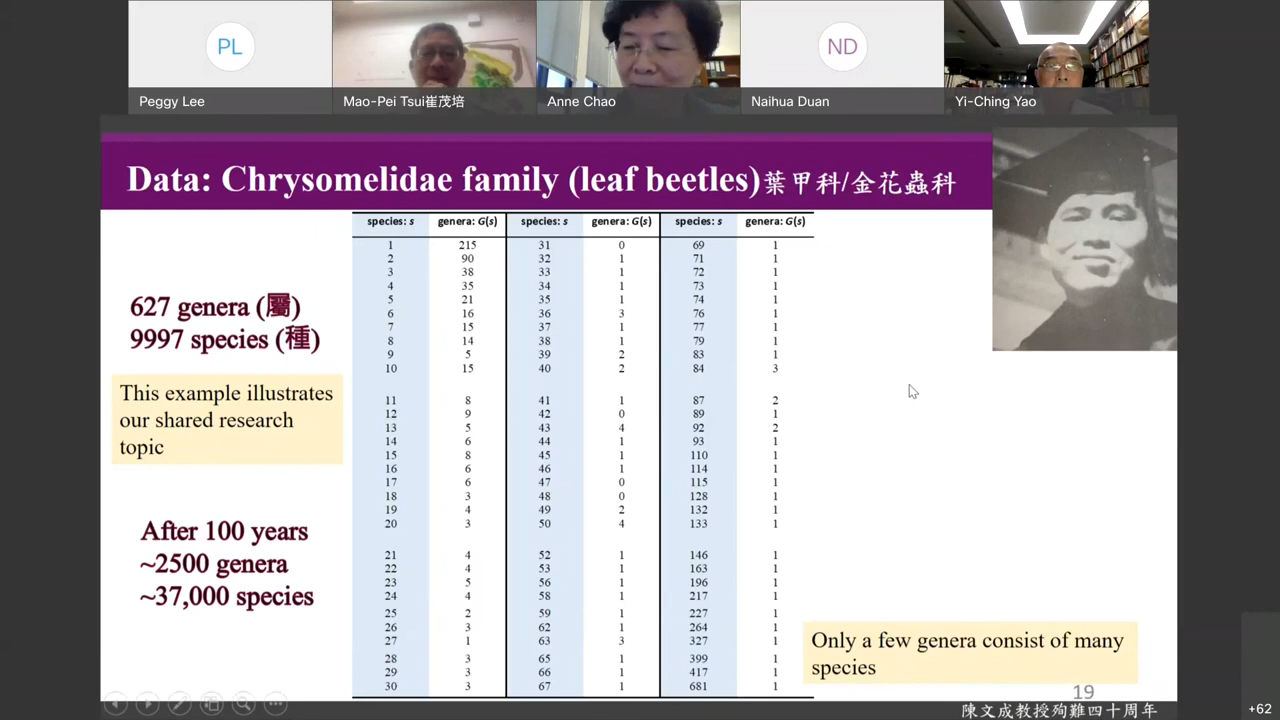 PL
ND
Peggy Lee
Mao-Pei Tsui崔茂培
Anne Chao
Naihua Duan
Yi-Ching Yao
Data: Chrysomelidae family (leaf beetles)葉甲科/金花蟲科
627 genera (屬)
9997 species (種)
This example illustrates
our shared research
topic
After 100 years
~2500 genera
~37,000 species
species: s genera: G(s) species: s genera: G(s) species: s genera: G(s)
1 215 31 0 69 1
2 90 32 1 71 1
3 38 33 1 72 1
4 35 34 1 73 1
5 21 35 1 74 1
6 16 36 3 76 1
7 15 37 1 77 1
8 14 38 1 79 1
9 5 39 2 83 1
10 15 40 2 84 3
11 8 41 1 87 2
12 9 42 0 89 1
13 5 43 4 92 2
14 6 44 1 93 1
15 8 45 1 110 1
16 6 46 1 114 1
17 6 47 0 115 1
18 3 48 0 128 1
19 4 49 2 132 1
20 3 50 4 133 1
21 4 52 1 146 1
22 4 53 1 163 1
23 5 56 1 196 1
24 4 58 1 217 1
25 2 59 1 227 1
26 3 62 1 264 1
27 1 63 3 327 1
28 3 65 1 399 1
29 3 66 1 417 1
30 3 67 1 681 1
Only a few genera consist of many
species
19
陳文成教授殉難四十周年
+62